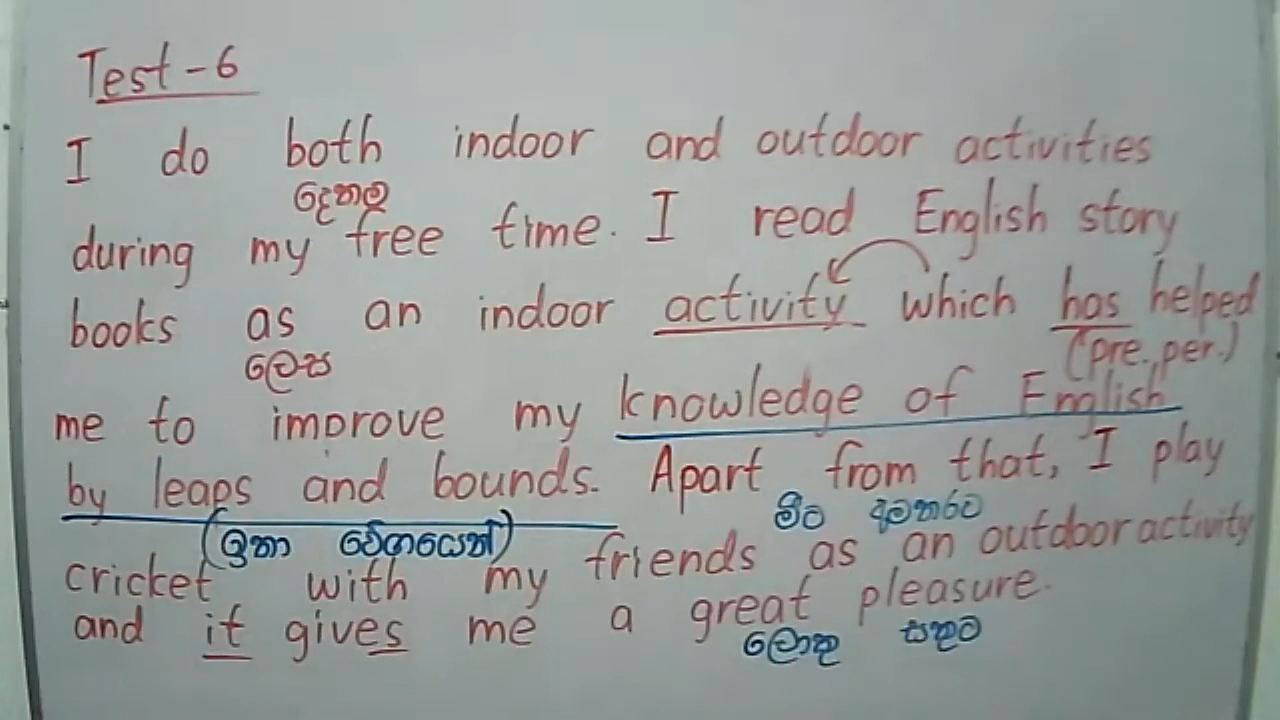 Test - 6
I do both indoor and outdoor activities
දෙකම
during my free time. I read English story
books as an indoor activity which has helped
ලෙස (pre. per.)
me to improve my knowledge of English
by leaps and bounds. Apart from that, I play
(ඉතා වේගයෙන්) මීට අමතරව
cricket with my friends as an outdoor activity
and it gives me a great pleasure.
ලොකු සතුට